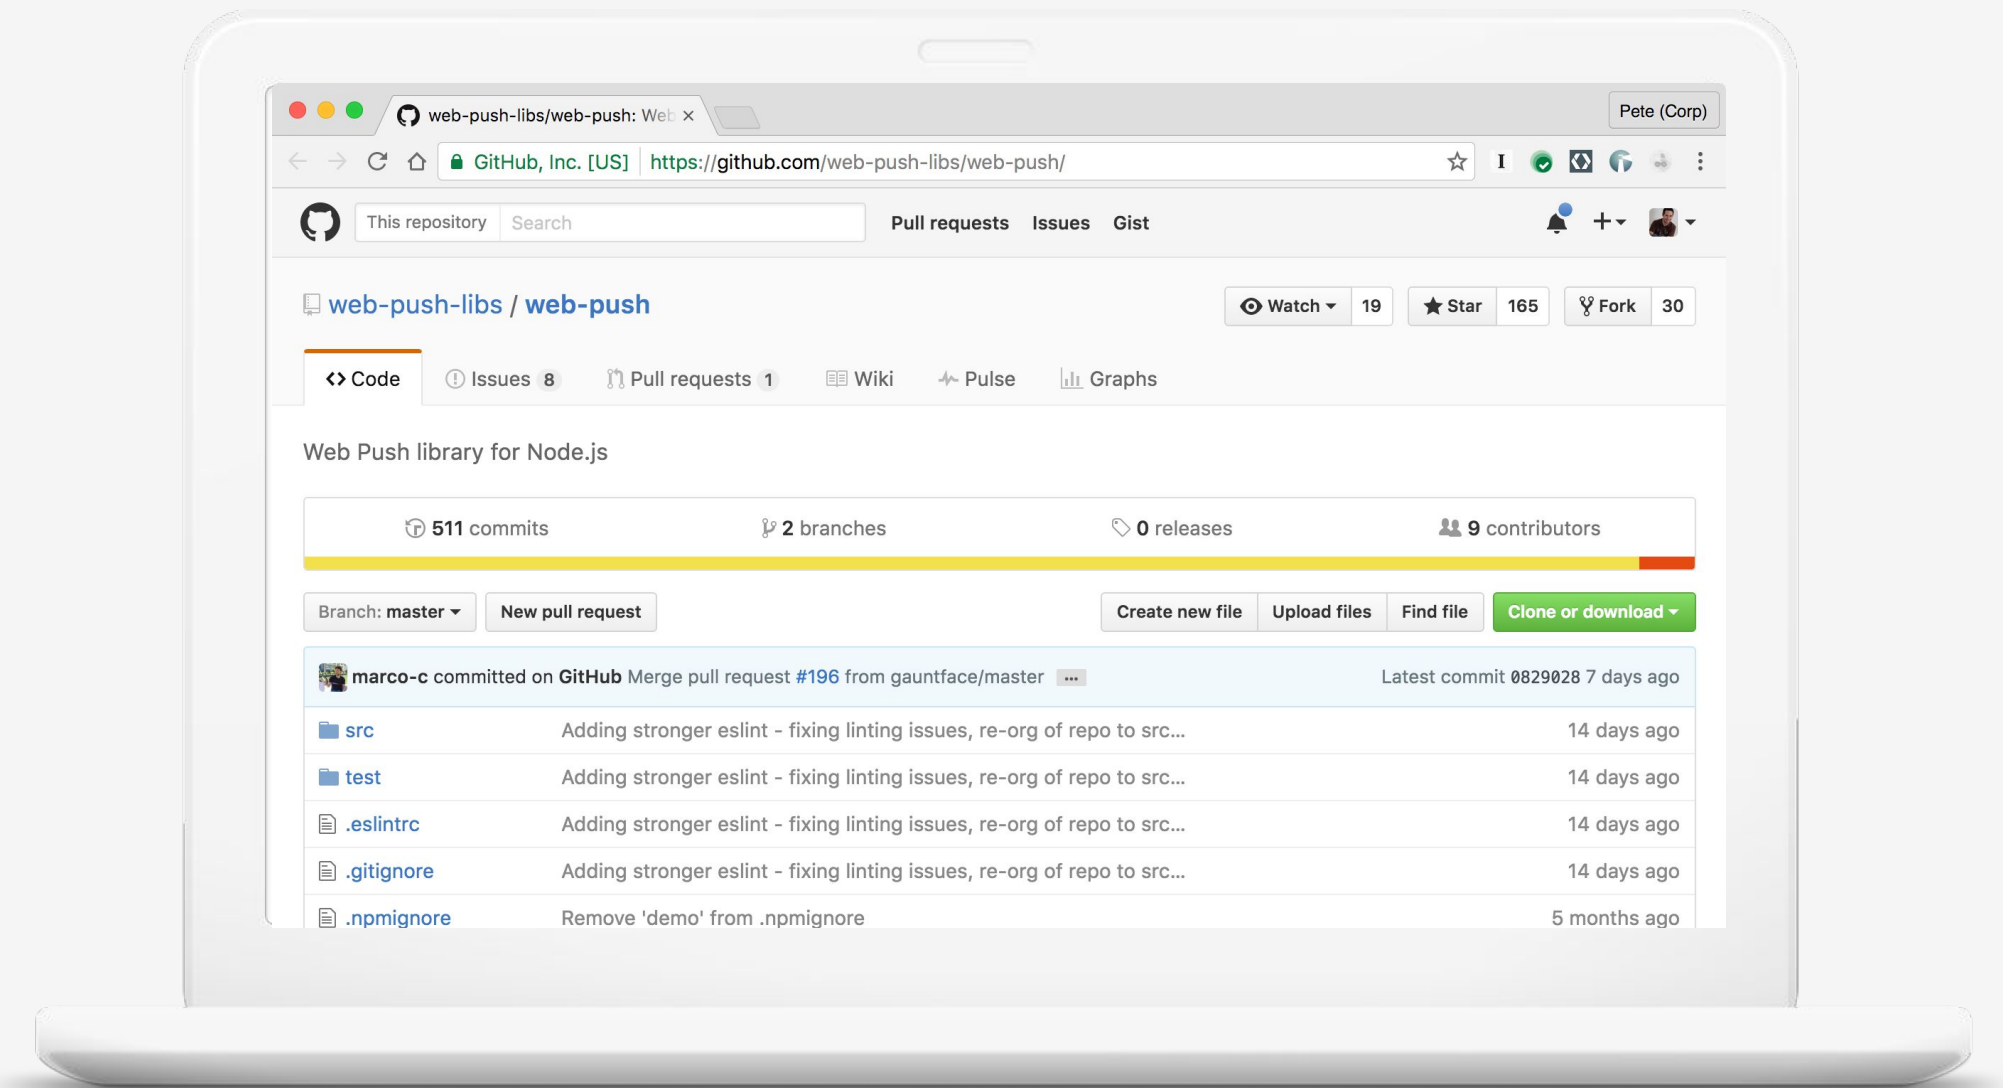 web-push-libs/web-push: Web
Pete (Corp)
GitHub, Inc. [US] https://github.com/web-push-libs/web-push/
This repository Search Pull requests Issues Gist
web-push-libs / web-push Watch 19 Star 165 Fork 30
Code Issues 8 Pull requests 1 Wiki Pulse Graphs
Web Push library for Node.js
511 commits 2 branches 0 releases 9 contributors
Branch: master New pull request Create new file Upload files Find file Clone or download
marco-c committed on GitHub Merge pull request #196 from gauntface/master ... Latest commit 0829028 7 days ago
src Adding stronger eslint - fixing linting issues, re-org of repo to src... 14 days ago
test Adding stronger eslint - fixing linting issues, re-org of repo to src... 14 days ago
.eslintrc Adding stronger eslint - fixing linting issues, re-org of repo to src... 14 days ago
.gitignore Adding stronger eslint - fixing linting issues, re-org of repo to src... 14 days ago
.npmignore Remove 'demo' from .npmignore 5 months ago